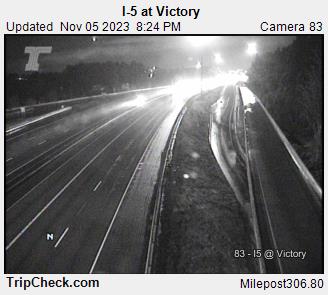 I-5 at Victory
Updated Nov 05 2023 8:24 PM Camera 83
T
N
83 - I5 @ Victory
TripCheck.com Milepost306.80